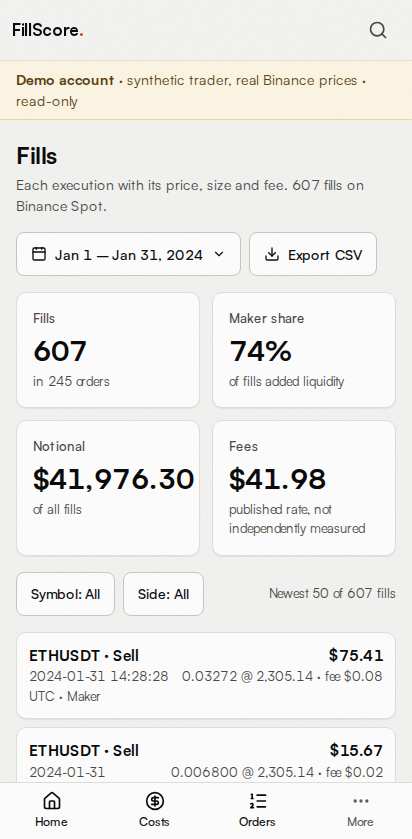 FillScore.
Demo account · synthetic trader, real Binance prices ·
read-only
Fills
Each execution with its price, size and fee. 607 fills on
Binance Spot.
Jan 1 — Jan 31, 2024
Export CSV
Fills
607
in 245 orders
Maker share
74%
of fills added liquidity
Notional
$41,976.30
of all fills
Fees
$41.98
published rate, not
independently measured
Symbol: All
Side: All
Newest 50 of 607 fills
ETHUSDT · Sell
$75.41
2024-01-31 14:28:28
UTC · Maker
0.03272 @ 2,305.14 · fee $0.08
ETHUSDT · Sell
$15.67
2024-01-31
0.006800 @ 2,305.14 · fee $0.02
Home
Costs
Orders
More